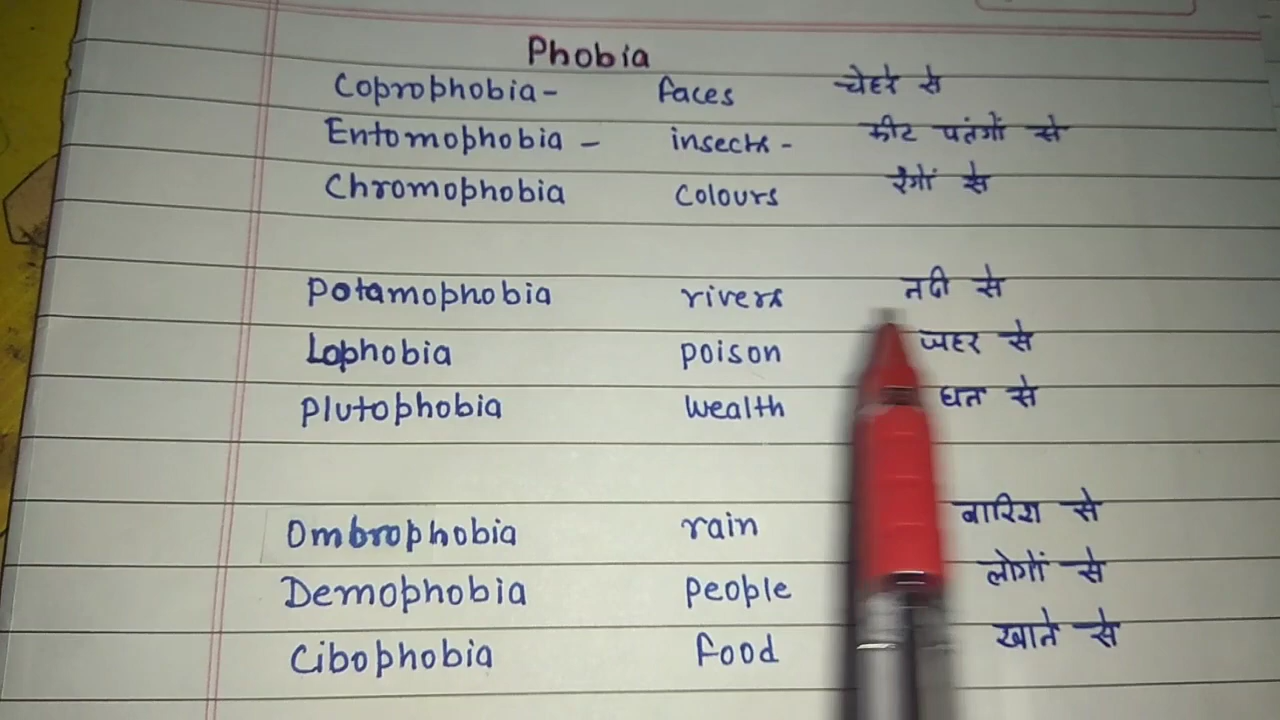 Phobia
Coprophobia - faces चेहरे से
Entomophobia - insects - कीट पतंगों से
Chromophobia colours रंगों से
Potamophobia rivers नदी से
Lophobia poison जहर से
Plutophobia wealth धन से
Ombrophobia rain बारिश से
Demophobia people लोगों से
Cibophobia food खाने से